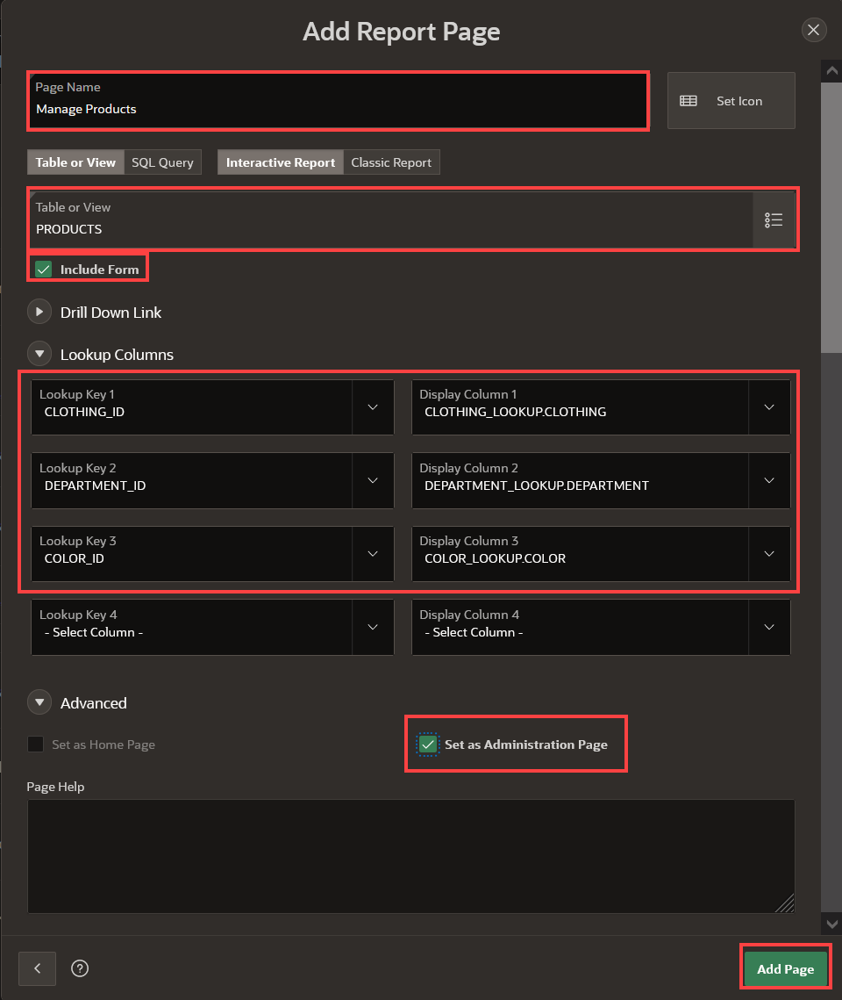 Add Report Page
Page Name
Manage Products
Set Icon
Table or View SQL Query Interactive Report Classic Report
Table or View
PRODUCTS
Include Form
Drill Down Link
Lookup Columns
Lookup Key 1 Display Column 1
CLOTHING_ID CLOTHING_LOOKUP.CLOTHING
Lookup Key 2 Display Column 2
DEPARTMENT_ID DEPARTMENT_LOOKUP.DEPARTMENT
Lookup Key 3 Display Column 3
COLOR_ID COLOR_LOOKUP.COLOR
Lookup Key 4 Display Column 4
- Select Column - - Select Column -
Advanced
Set as Home Page Set as Administration Page
Page Help
Add Page